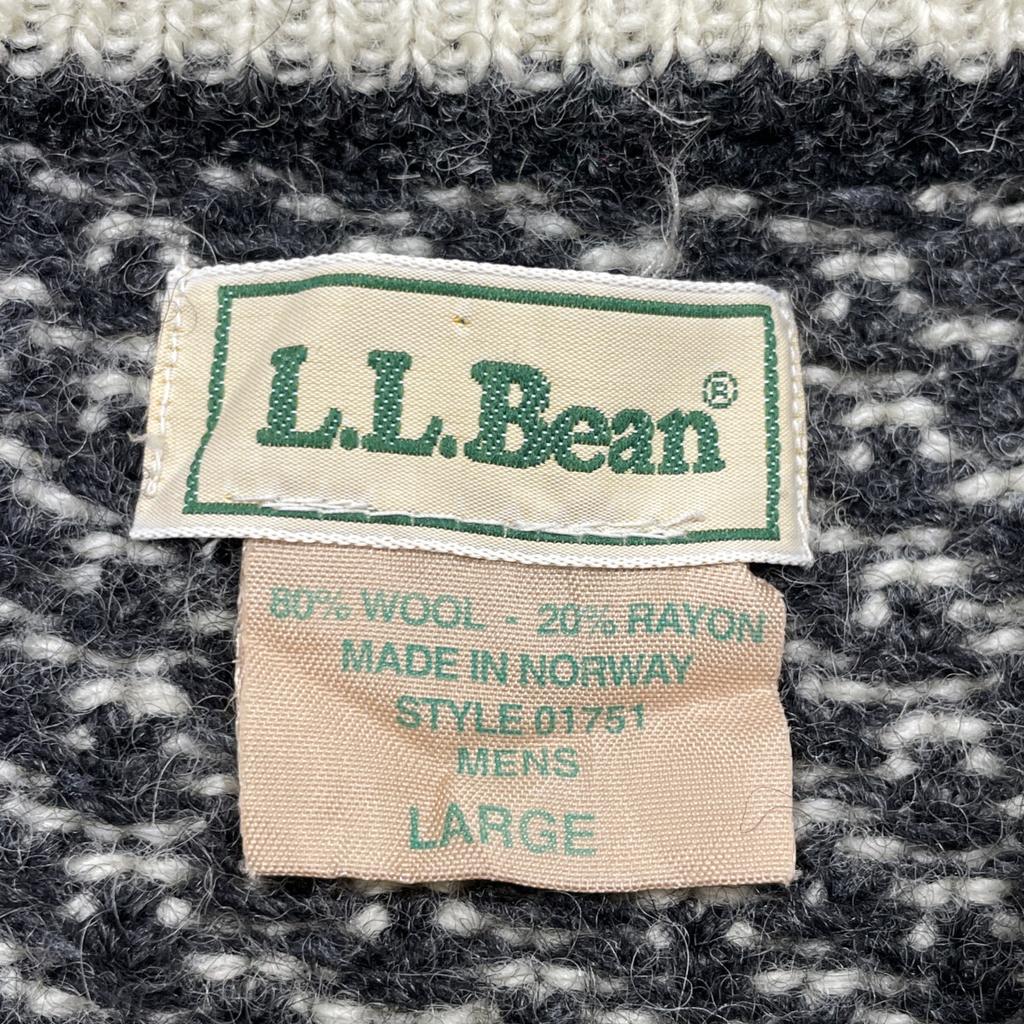 L.L.Bean®
80% WOOL - 20% RAYON
MADE IN NORWAY
STYLE 01751
MENS
LARGE